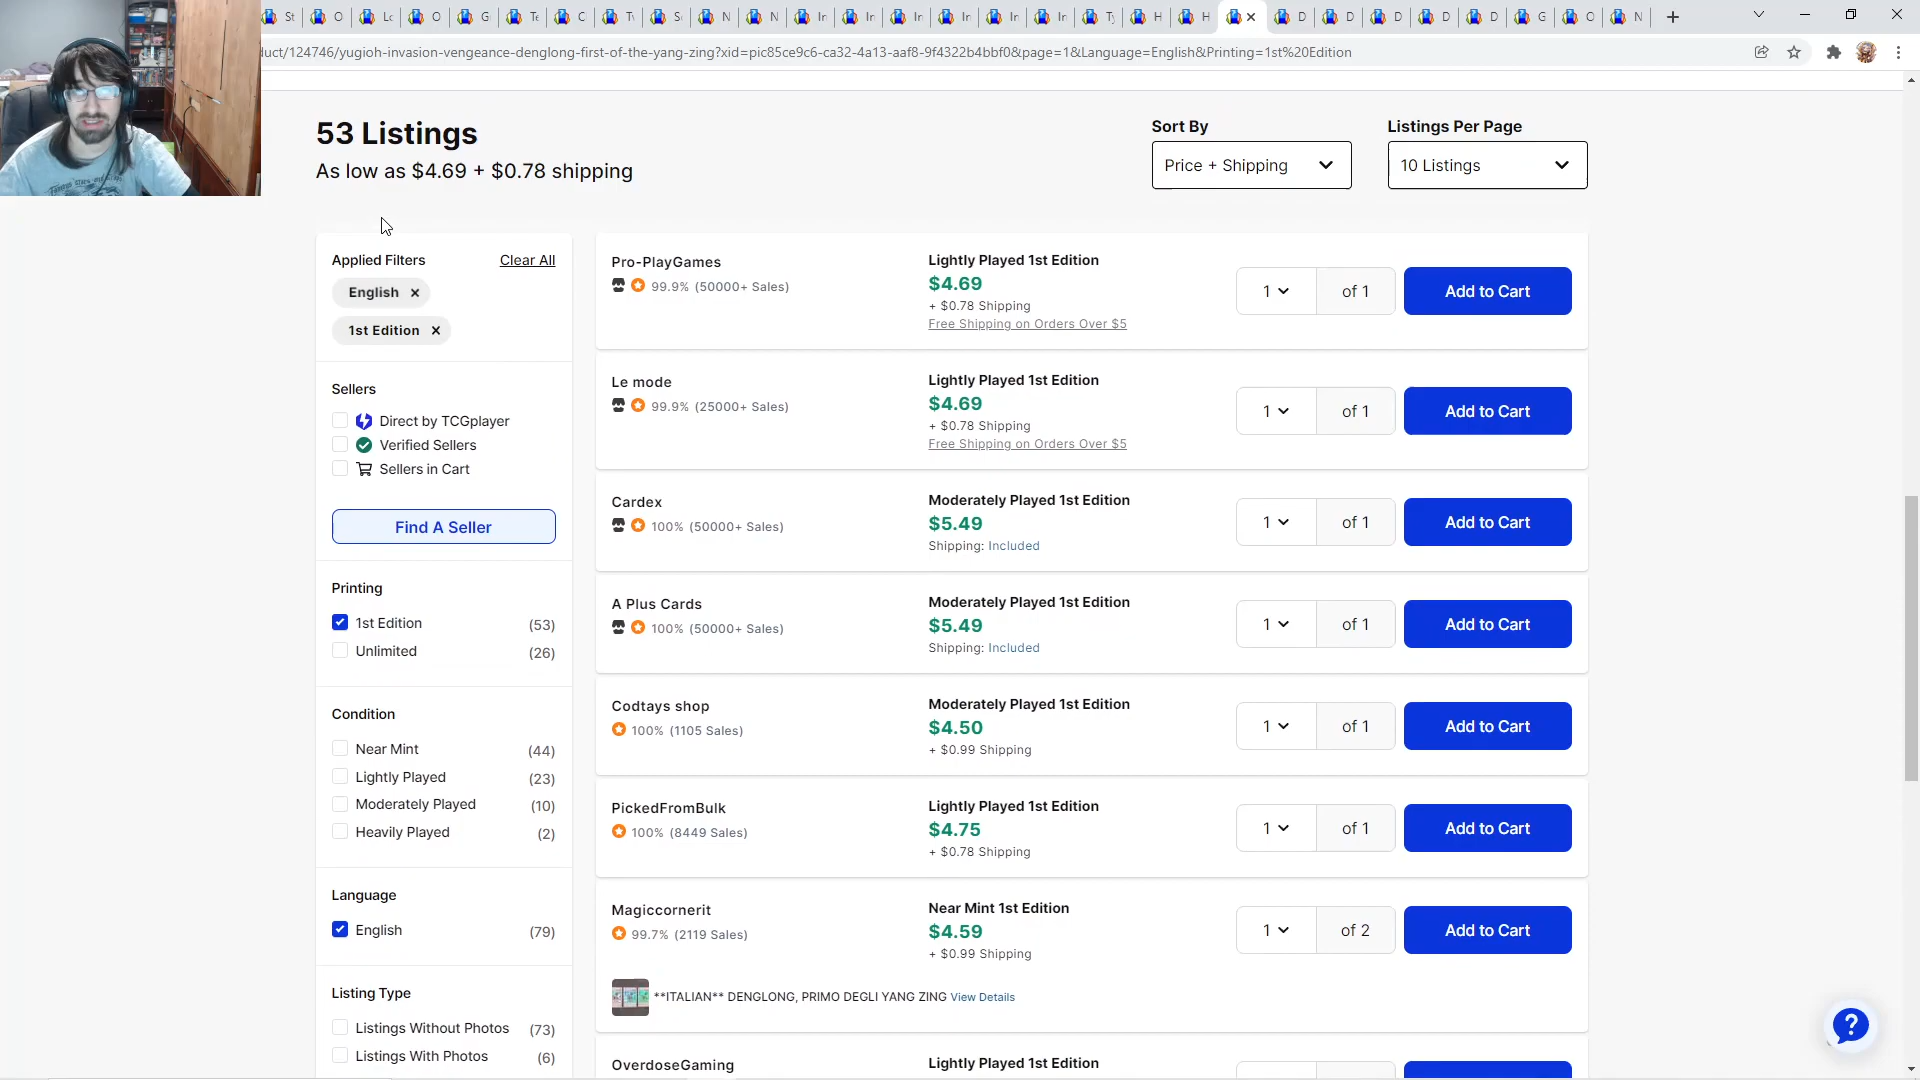 duct/124746/yugioh-invasion-vengeance-denglong-first-of-the-yang-zing?xid=pic85ce9c6-ca32-4a13-aaf8-9f4322b4bbf0&page=1&Language=English&Printing=1st%20Edition
53 Listings
As low as $4.69 + $0.78 shipping
Sort By
Price + Shipping
Listings Per Page
10 Listings
Applied Filters
Clear All
English
1st Edition
Sellers
Direct by TCGplayer
Verified Sellers
Sellers in Cart
Find A Seller
Printing
1st Edition (53)
Unlimited (26)
Condition
Near Mint (44)
Lightly Played (23)
Moderately Played (10)
Heavily Played (2)
Language
English (79)
Listing Type
Listings Without Photos (73)
Listings With Photos (6)
Pro-PlayGames
99.9% (50000+ Sales)
Lightly Played 1st Edition
$4.69
+ $0.78 Shipping
Free Shipping on Orders Over $5
1 of 1
Add to Cart
Le mode
99.9% (25000+ Sales)
Lightly Played 1st Edition
$4.69
+ $0.78 Shipping
Free Shipping on Orders Over $5
1 of 1
Add to Cart
Cardex
100% (50000+ Sales)
Moderately Played 1st Edition
$5.49
Shipping: Included
1 of 1
Add to Cart
A Plus Cards
100% (50000+ Sales)
Moderately Played 1st Edition
$5.49
Shipping: Included
1 of 1
Add to Cart
Codtays shop
100% (1105 Sales)
Moderately Played 1st Edition
$4.50
+ $0.99 Shipping
1 of 1
Add to Cart
PickedFromBulk
100% (8449 Sales)
Lightly Played 1st Edition
$4.75
+ $0.78 Shipping
1 of 1
Add to Cart
Magiccornerit
99.7% (2119 Sales)
Near Mint 1st Edition
$4.59
+ $0.99 Shipping
1 of 2
Add to Cart
**ITALIAN** DENGLONG, PRIMO DEGLI YANG ZING View Details
OverdoseGaming
Lightly Played 1st Edition